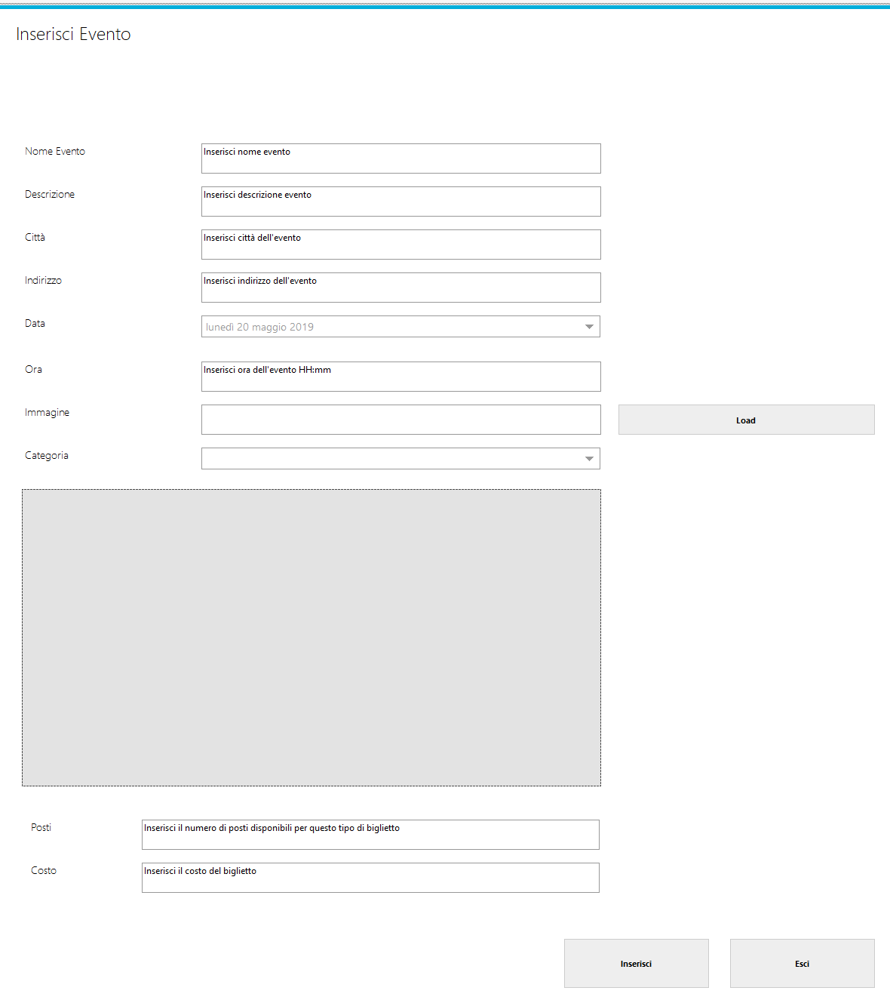 Inserisci Evento
Nome Evento
Inserisci nome evento
Descrizione
Inserisci descrizione evento
Città
Inserisci città dell'evento
Indirizzo
Inserisci indirizzo dell'evento
Data
lunedì 20 maggio 2019
Ora
Inserisci ora dell'evento HH:mm
Immagine
Load
Categoria
Posti
Inserisci il numero di posti disponibili per questo tipo di biglietto
Costo
Inserisci il costo del biglietto
Inserisci
Esci